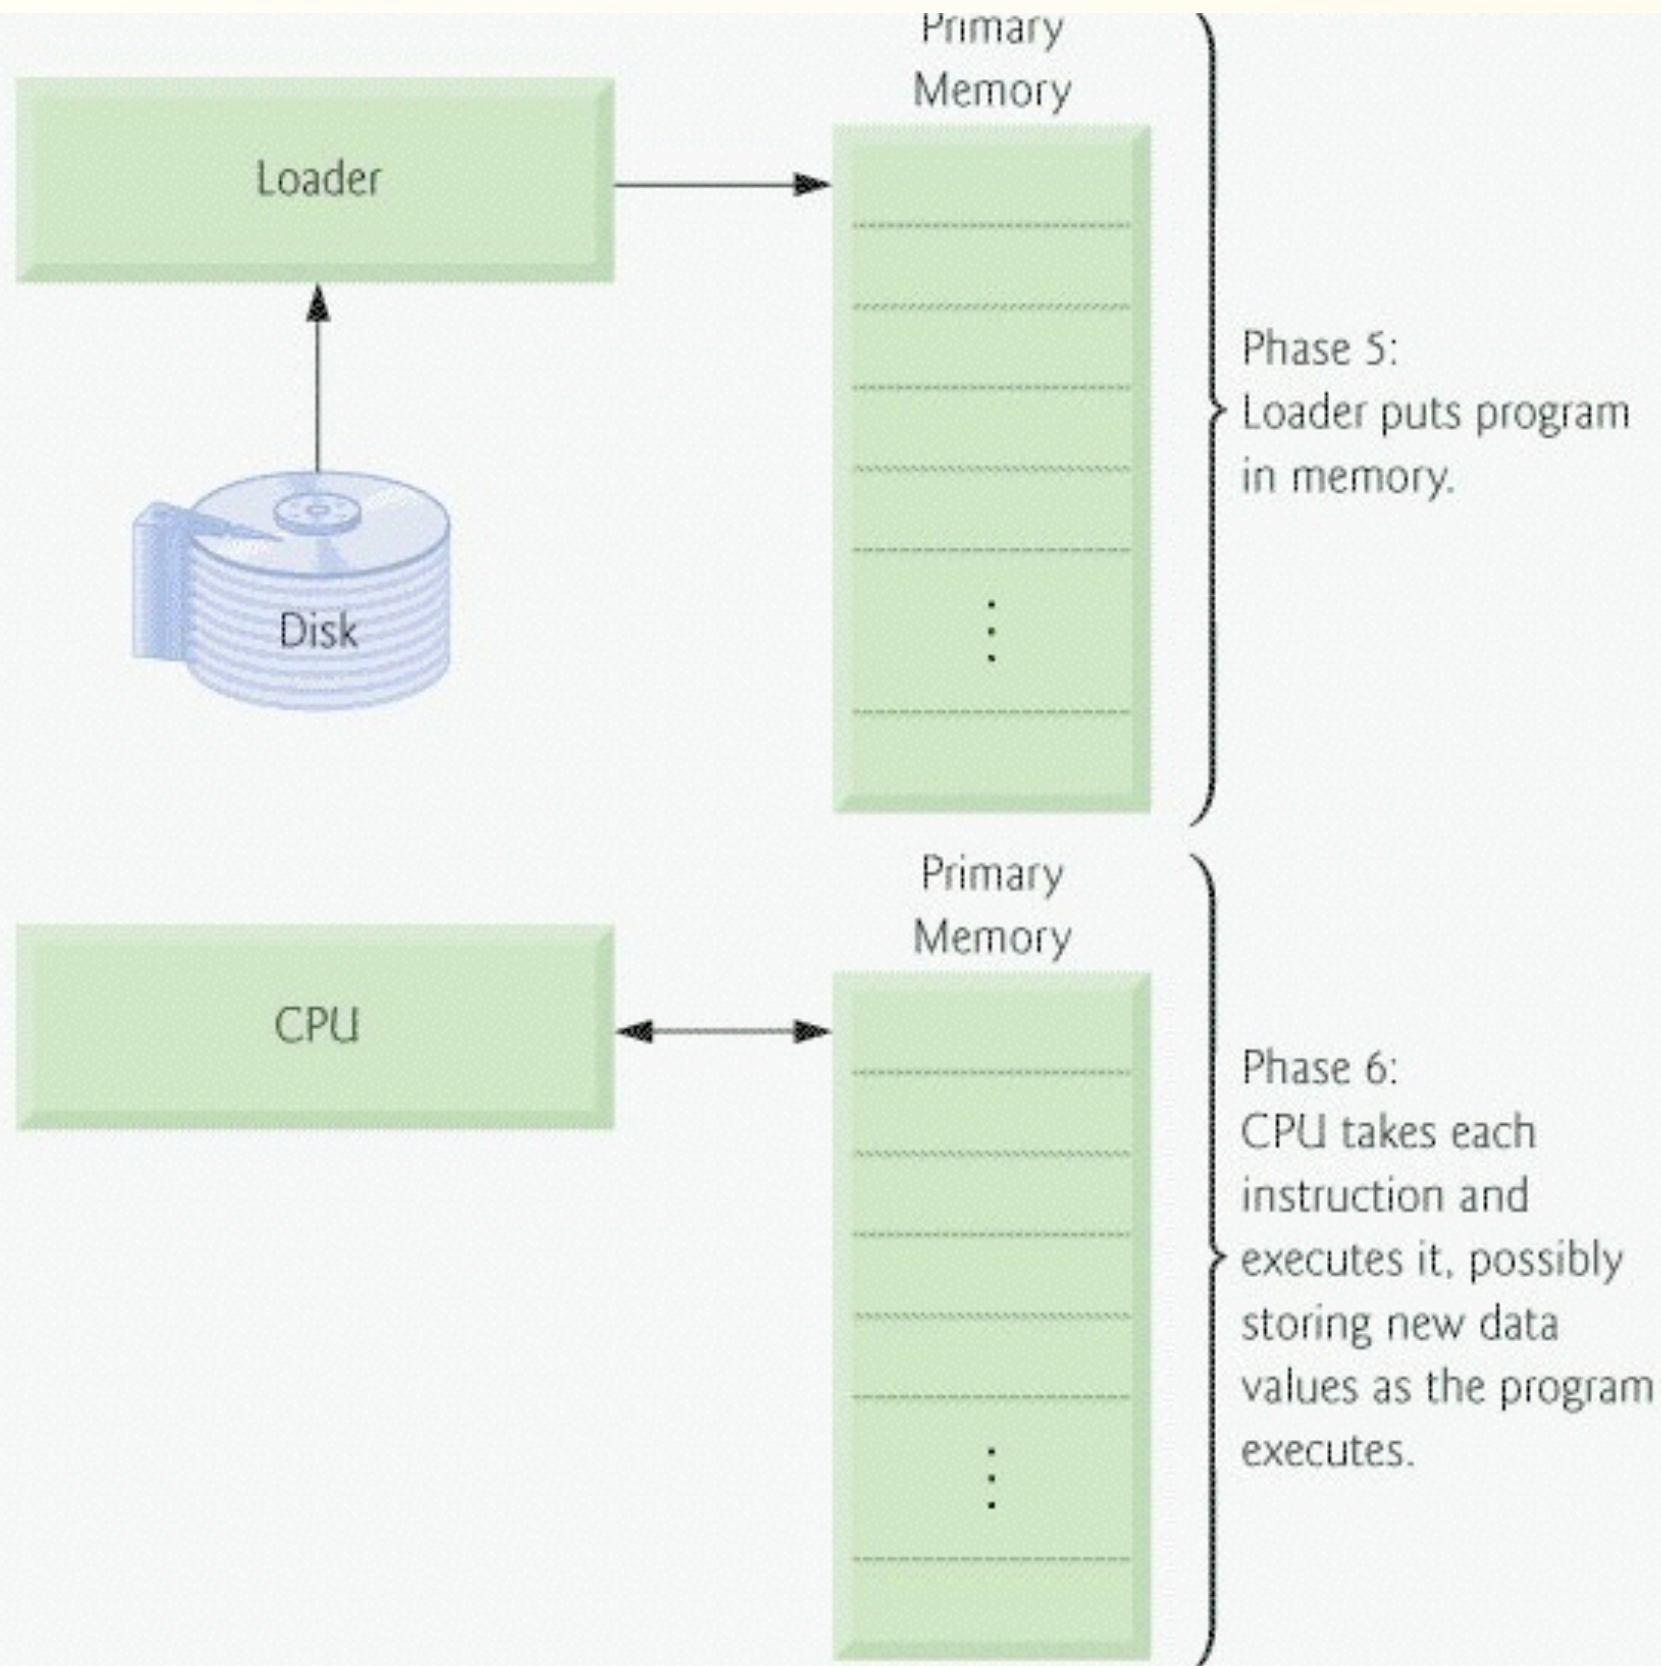 Primary
Memory
Loader
Phase 5:
Loader puts program
in memory.
Disk
Primary
Memory
CPU
Phase 6:
CPU takes each
instruction and
executes it, possibly
storing new data
values as the program
executes.